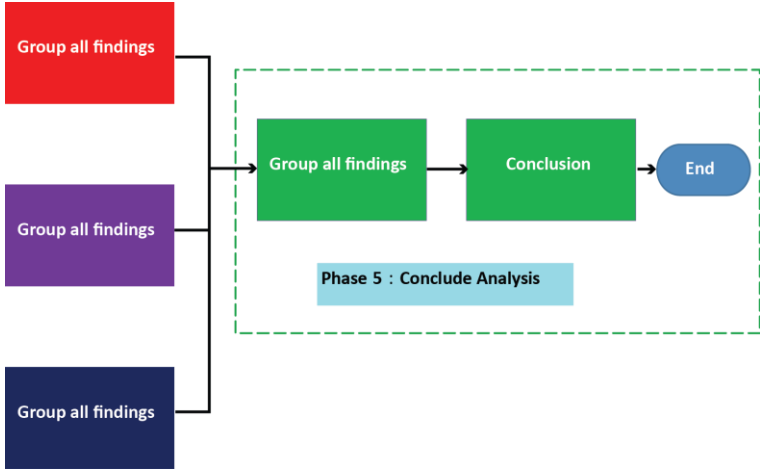 Group all findings
Group all findings
Group all findings
Group all findings
Conclusion
End
Phase 5：Conclude Analysis